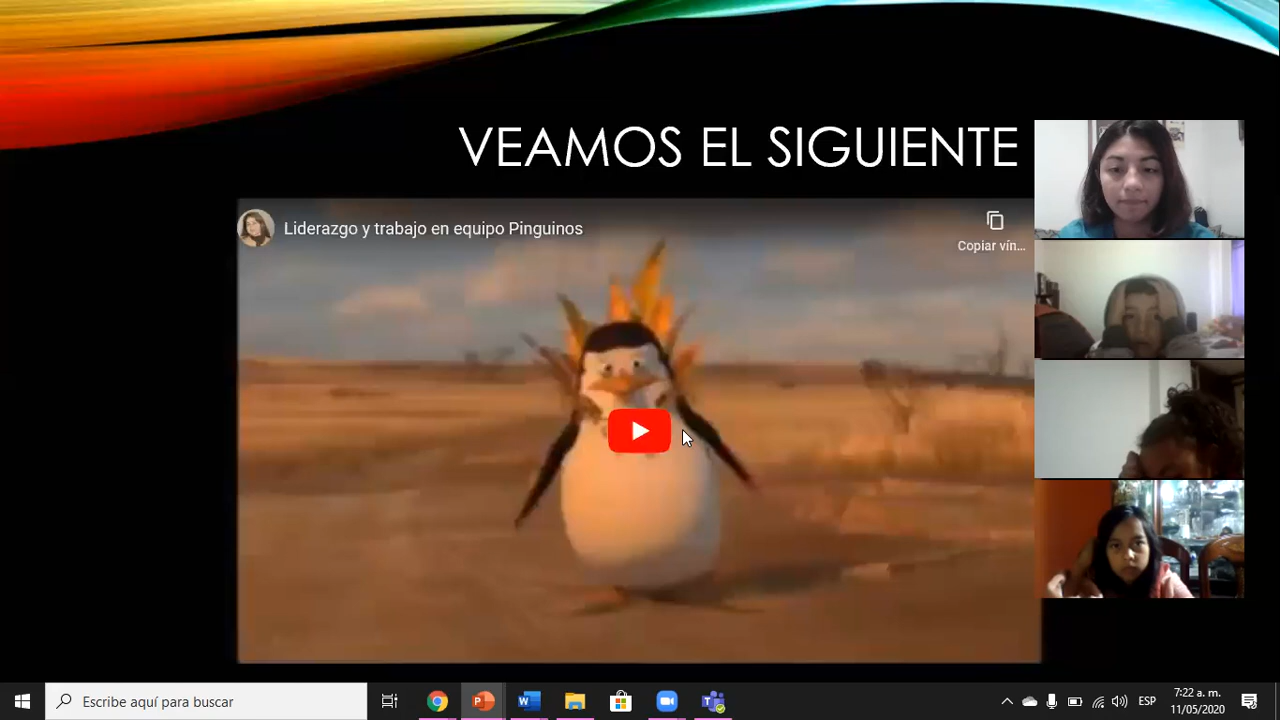 VEAMOS EL SIGUIENTE
Liderazgo y trabajo en equipo Pinguinos
Copiar vín...
Escribe aquí para buscar
ESP
7:22 a. m.
11/05/2020